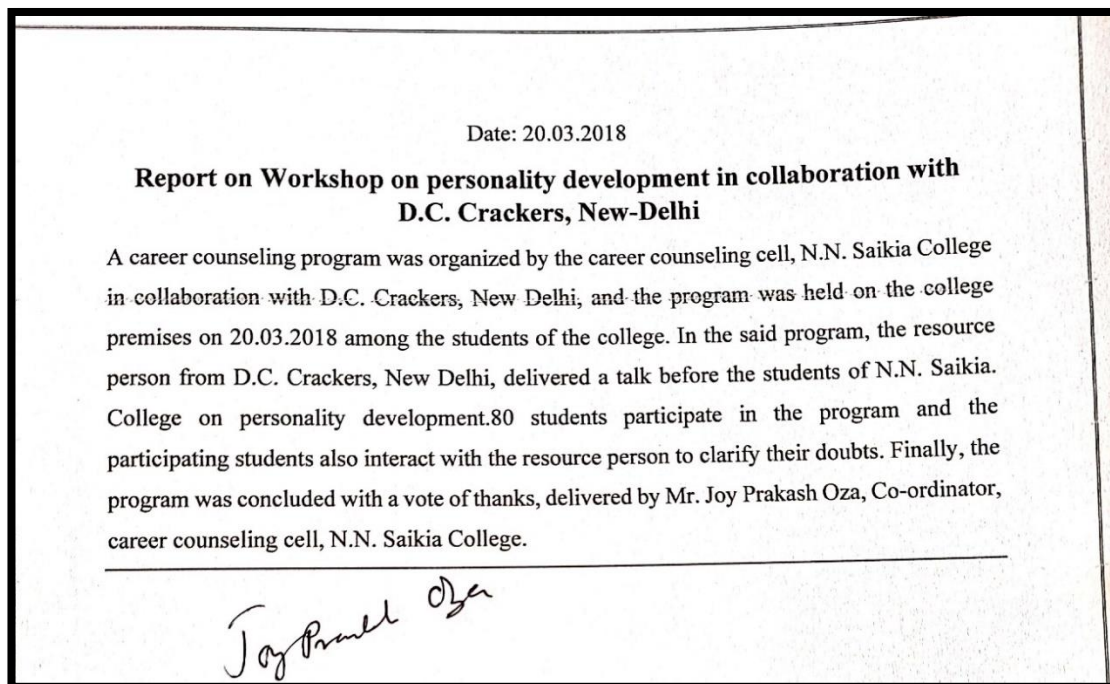 Date: 20.03.2018
Report on Workshop on personality development in collaboration with
D.C. Crackers, New-Delhi
A career counseling program was organized by the career counseling cell, N.N. Saikia College
in collaboration with D.C. Crackers, New Delhi, and the program was held on the college
premises on 20.03.2018 among the students of the college. In the said program, the resource
person from D.C. Crackers, New Delhi, delivered a talk before the students of N.N. Saikia.
College on personality development.80 students participate in the program and the
participating students also interact with the resource person to clarify their doubts. Finally, the
program was concluded with a vote of thanks, delivered by Mr. Joy Prakash Oza, Co-ordinator,
career counseling cell, N.N. Saikia College.
Joy Prakash Oza